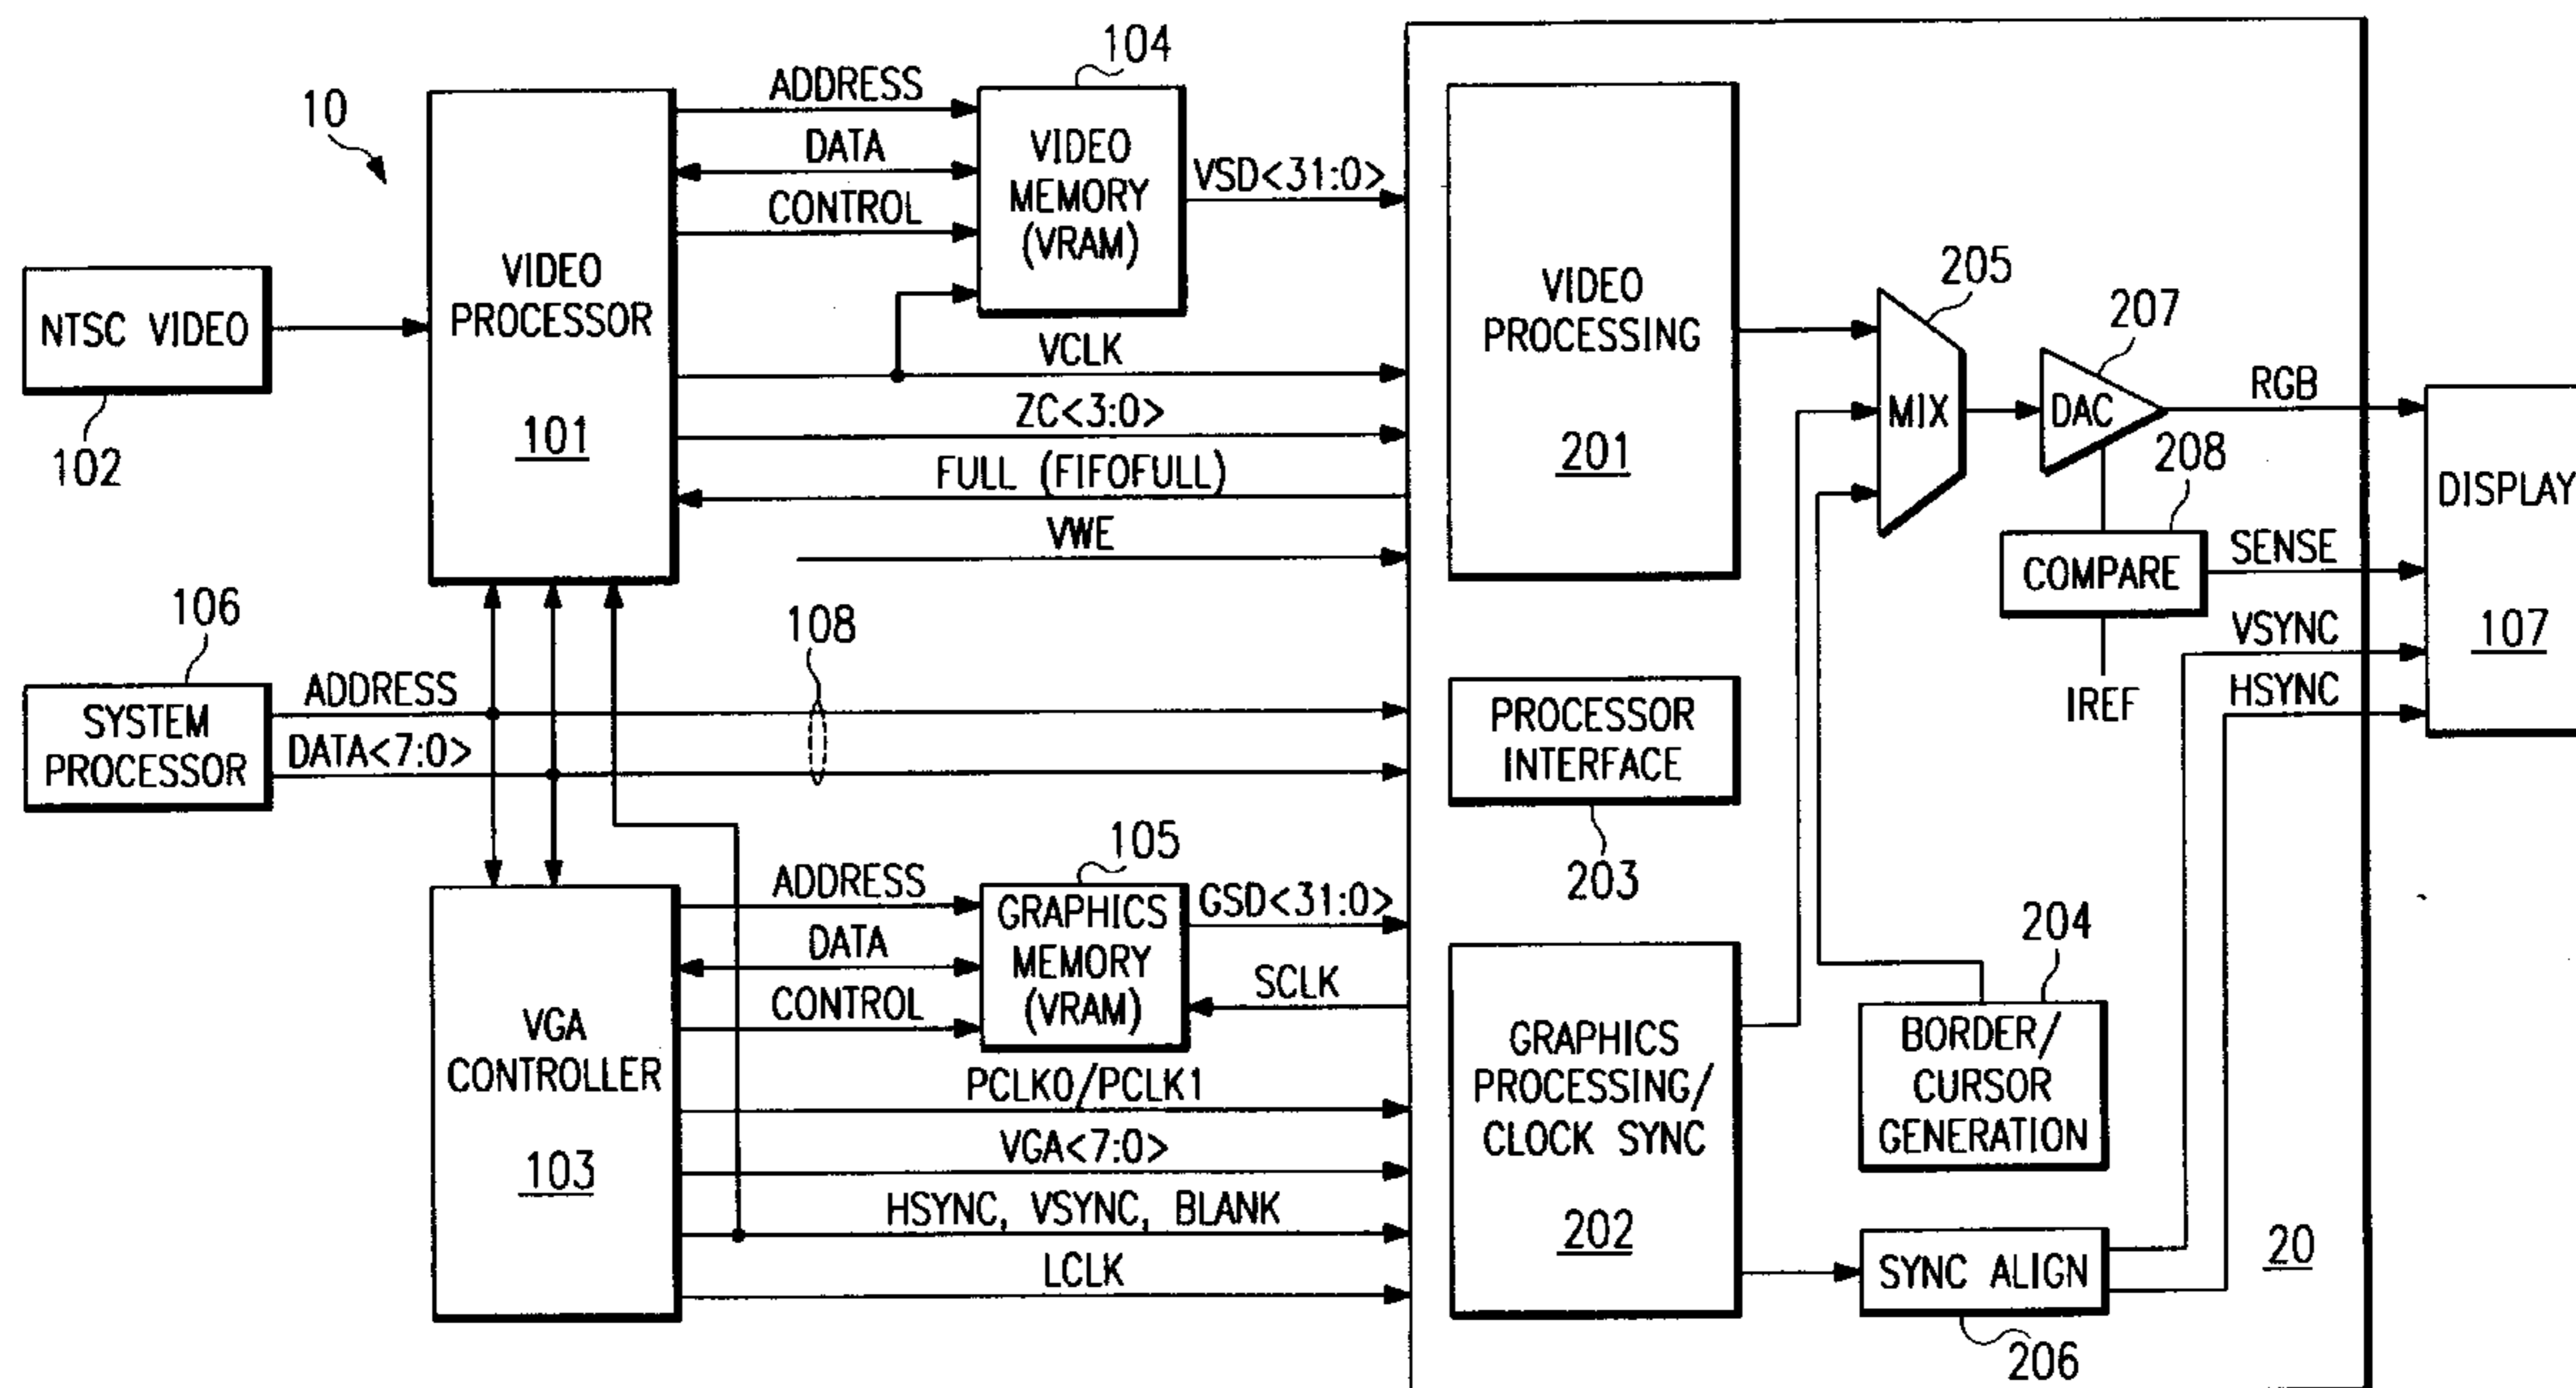 10
NTSC VIDEO
102
VIDEO
PROCESSOR
101
ADDRESS
DATA
CONTROL
104
VIDEO
MEMORY
(VRAM)
VSD<31:0>
VCLK
ZC<3:0>
FULL (FIFOFULL)
VWE
106
SYSTEM
PROCESSOR
ADDRESS
DATA<7:0>
108
VGA
CONTROLLER
103
ADDRESS
DATA
CONTROL
105
GRAPHICS
MEMORY
(VRAM)
GSD<31:0>
SCLK
PCLK0/PCLK1
VGA<7:0>
HSYNC, VSYNC, BLANK
LCLK
VIDEO
PROCESSING
201
PROCESSOR
INTERFACE
203
GRAPHICS
PROCESSING/
CLOCK SYNC
202
205
MIX
207
DAC
208
COMPARE
IREF
204
BORDER/
CURSOR
GENERATION
SYNC ALIGN
206
20
RGB
SENSE
VSYNC
HSYNC
DISPLAY
107